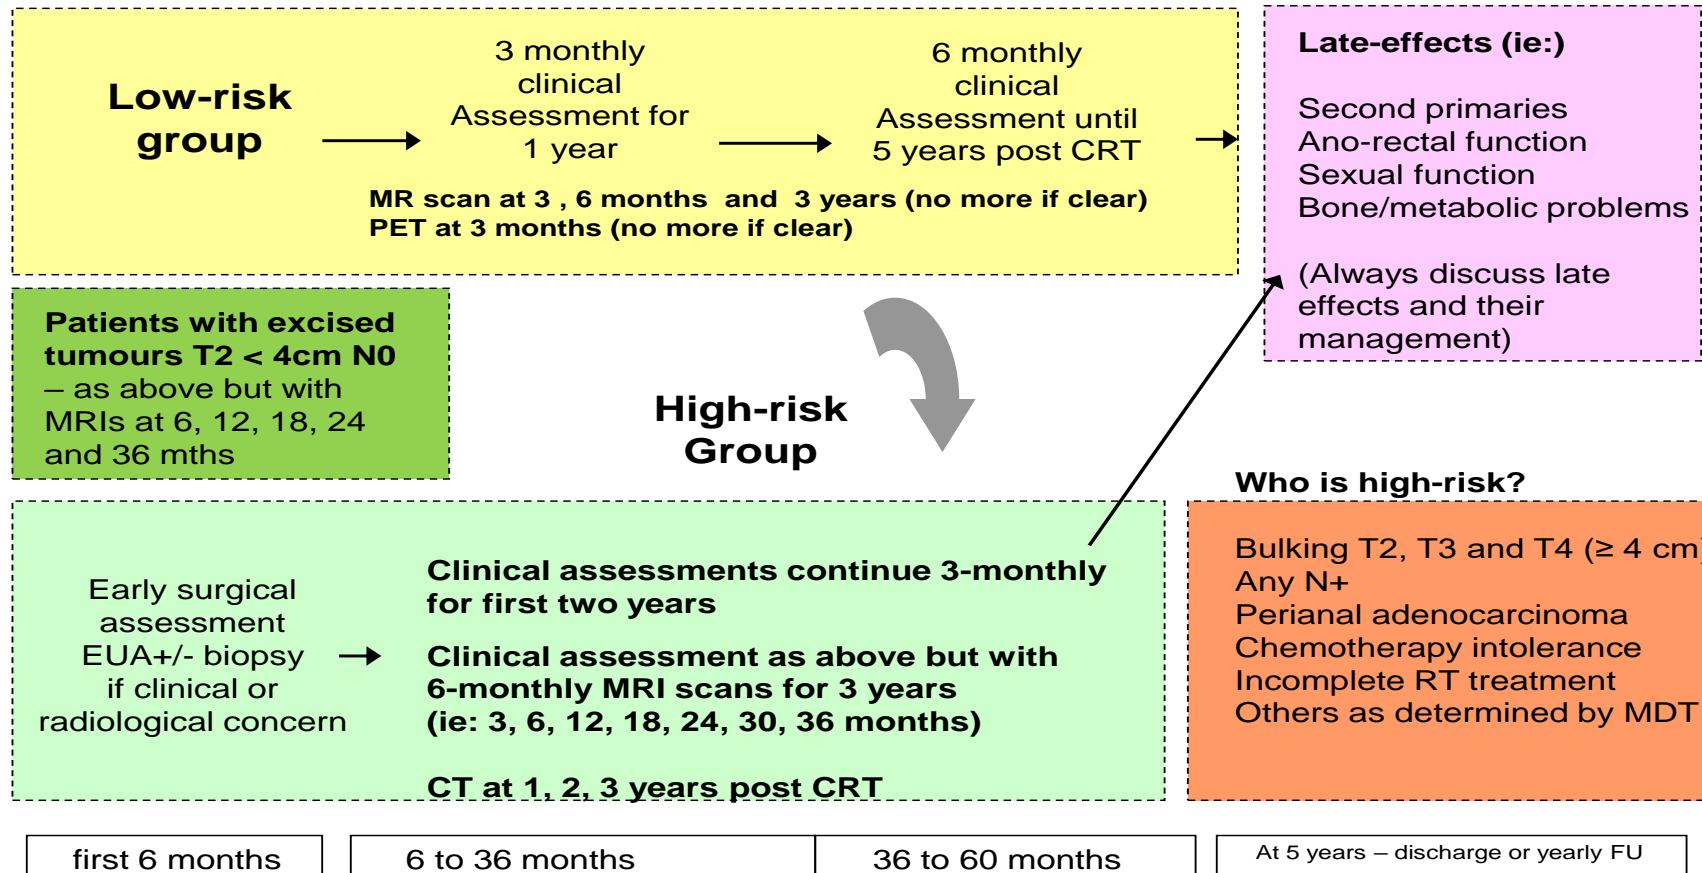 Low-risk
group
3 monthly
clinical
Assessment for
1 year
6 monthly
clinical
Assessment until
5 years post CRT
MR scan at 3 , 6 months and 3 years (no more if clear)
PET at 3 months (no more if clear)
Late-effects (ie:)
Second primaries
Ano-rectal function
Sexual function
Bone/metabolic problems
(Always discuss late
effects and their
management)
Patients with excised
tumours T2 < 4cm N0
– as above but with
MRIs at 6, 12, 18, 24
and 36 mths
High-risk
Group
Early surgical
assessment
EUA+/- biopsy
if clinical or
radiological concern
Clinical assessments continue 3-monthly
for first two years
Clinical assessment as above but with
6-monthly MRI scans for 3 years
(ie: 3, 6, 12, 18, 24, 30, 36 months)
CT at 1, 2, 3 years post CRT
Who is high-risk?
Bulking T2, T3 and T4 (≥ 4 cm)
Any N+
Perianal adenocarcinoma
Chemotherapy intolerance
Incomplete RT treatment
Others as determined by MDT
first 6 months
6 to 36 months
36 to 60 months
At 5 years – discharge or yearly FU